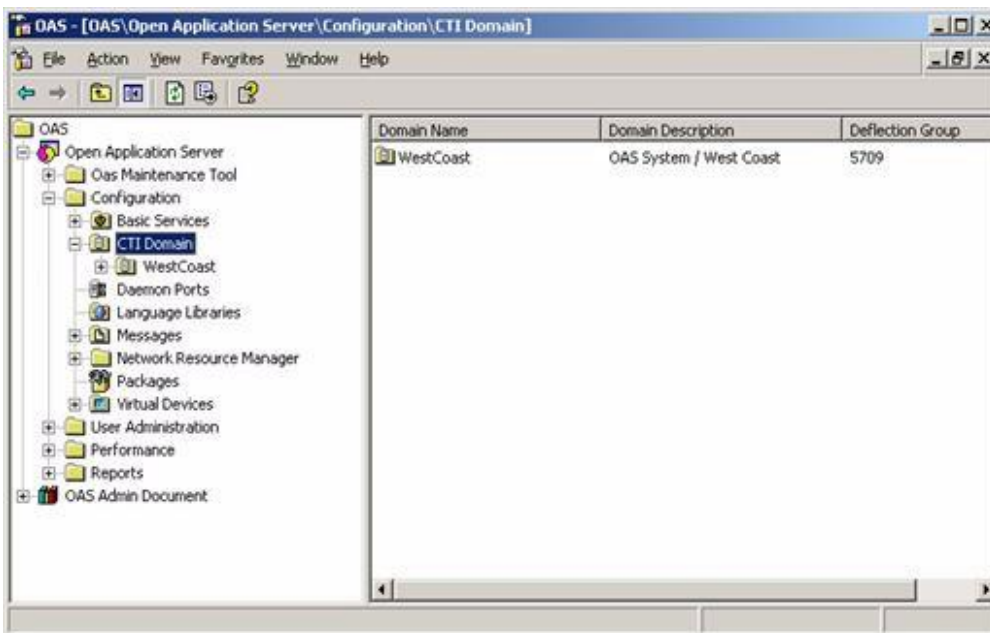 OAS - [OAS\Open Application Server\Configuration\CTI Domain]
File Action View Favorites Window Help
OAS
Open Application Server
Oas Maintenance Tool
Configuration
Basic Services
CTI Domain
WestCoast
Daemon Ports
Language Libraries
Messages
Network Resource Manager
Packages
Virtual Devices
User Administration
Performance
Reports
OAS Admin Document
Domain Name Domain Description Deflection Group
WestCoast OAS System / West Coast 5709